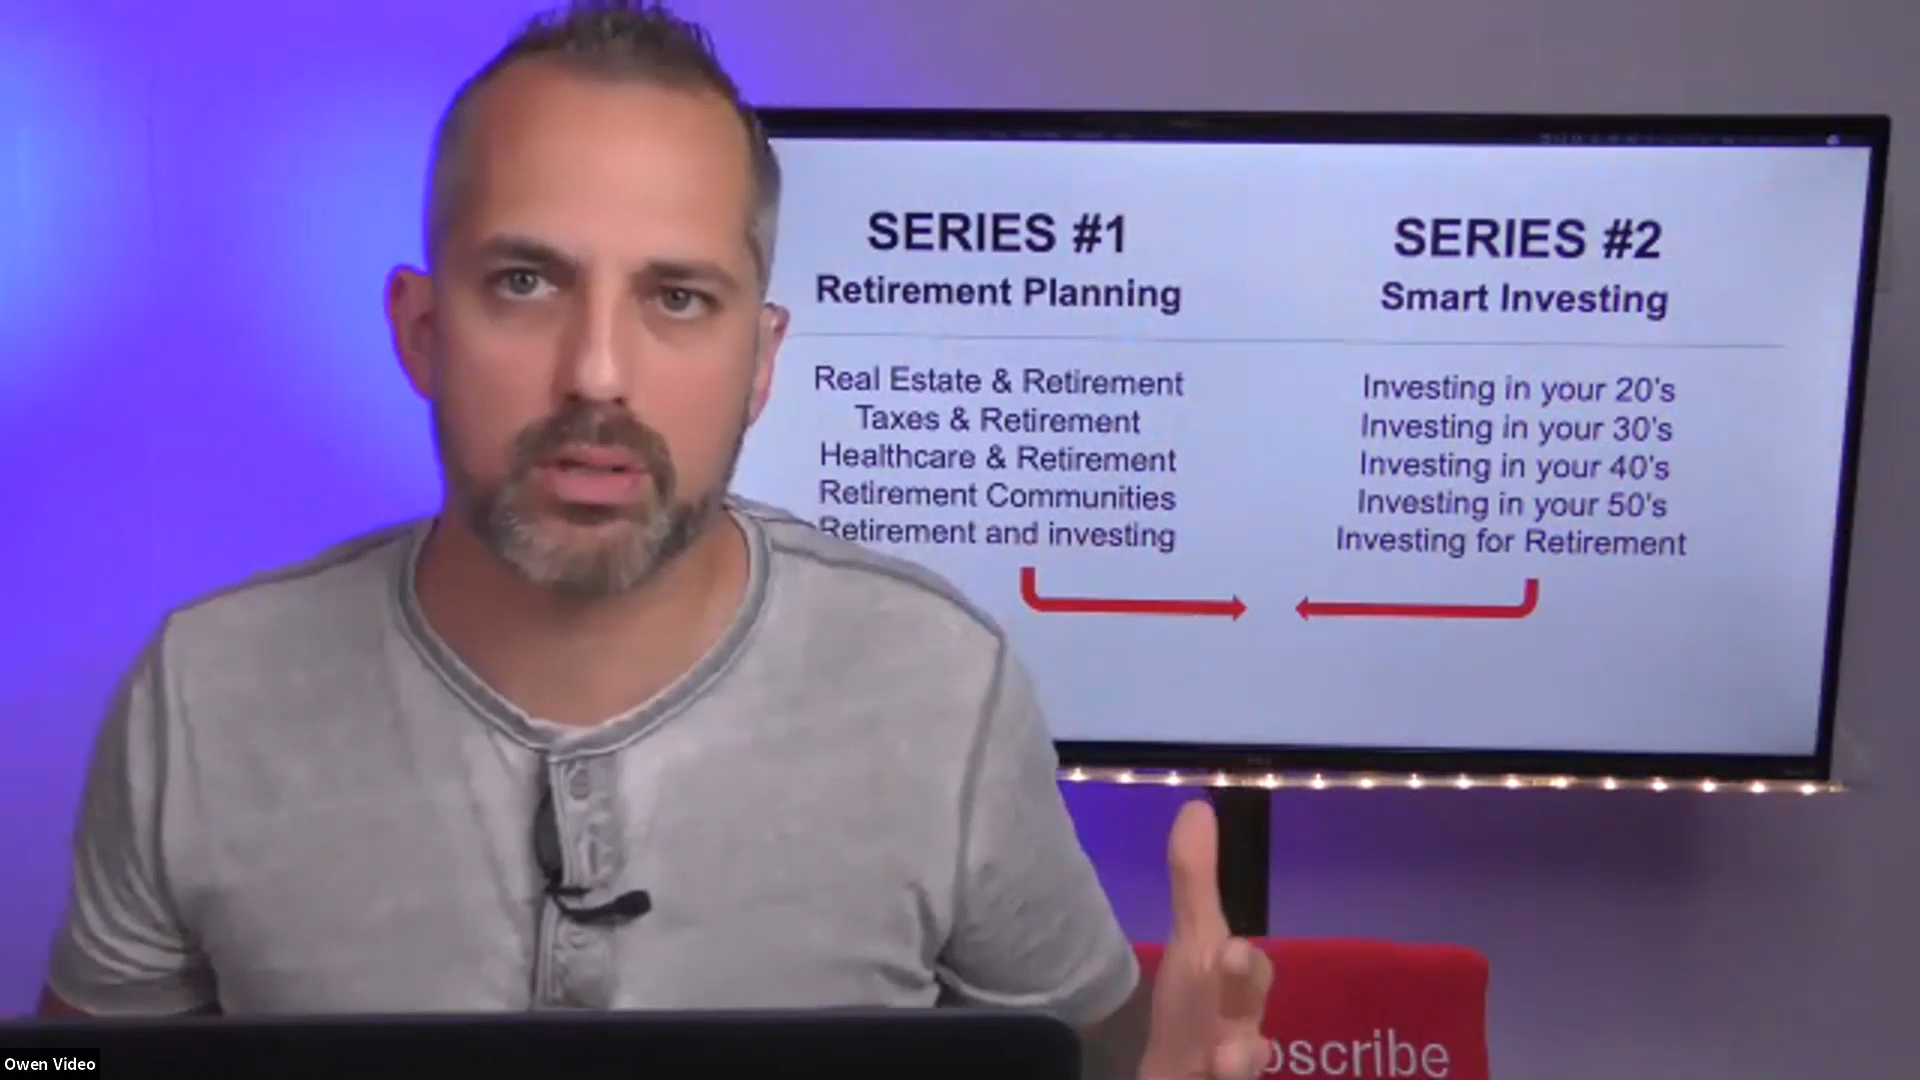 SERIES #1
Retirement Planning
Real Estate & Retirement
Taxes & Retirement
Healthcare & Retirement
Retirement Communities
Retirement and investing
SERIES #2
Smart Investing
Investing in your 20's
Investing in your 30's
Investing in your 40's
Investing in your 50's
Investing for Retirement
bscribe
Owen Video